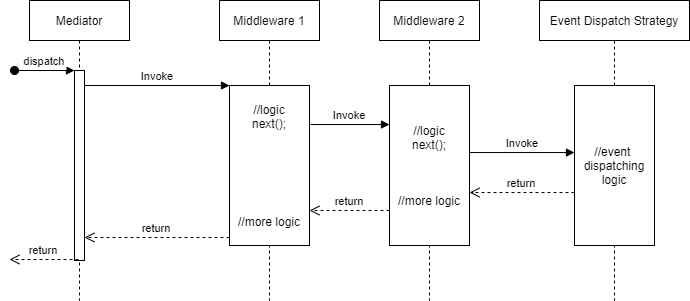 Mediator
Middleware 1
Middleware 2
Event Dispatch Strategy
dispatch
Invoke
//logic
next();
Invoke
//logic
next();
Invoke
//event
dispatching
logic
return
//more logic
return
//more logic
return
return